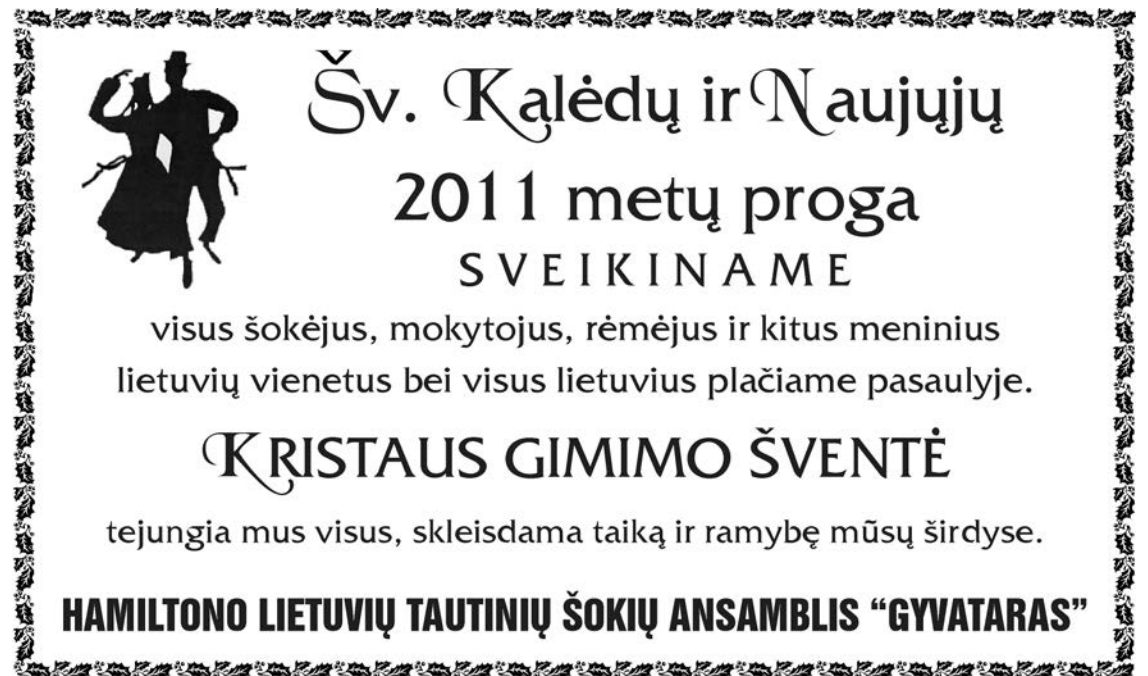 Šv. Kalėdų ir Naujųjų
2011 metų proga
SVEIKINAME
visus šokėjus, mokytojus, rėmėjus ir kitus meninius
lietuvių vienetus bei visus lietuvius plačiame pasaulyje.
KRISTAUS GIMIMO ŠVENTĖ
tejungia mus visus, skleisdama taiką ir ramybę mūsų širdyse.
HAMILTONO LIETUVIŲ TAUTINIŲ ŠOKIŲ ANSAMBLIS “GYVATARAS”